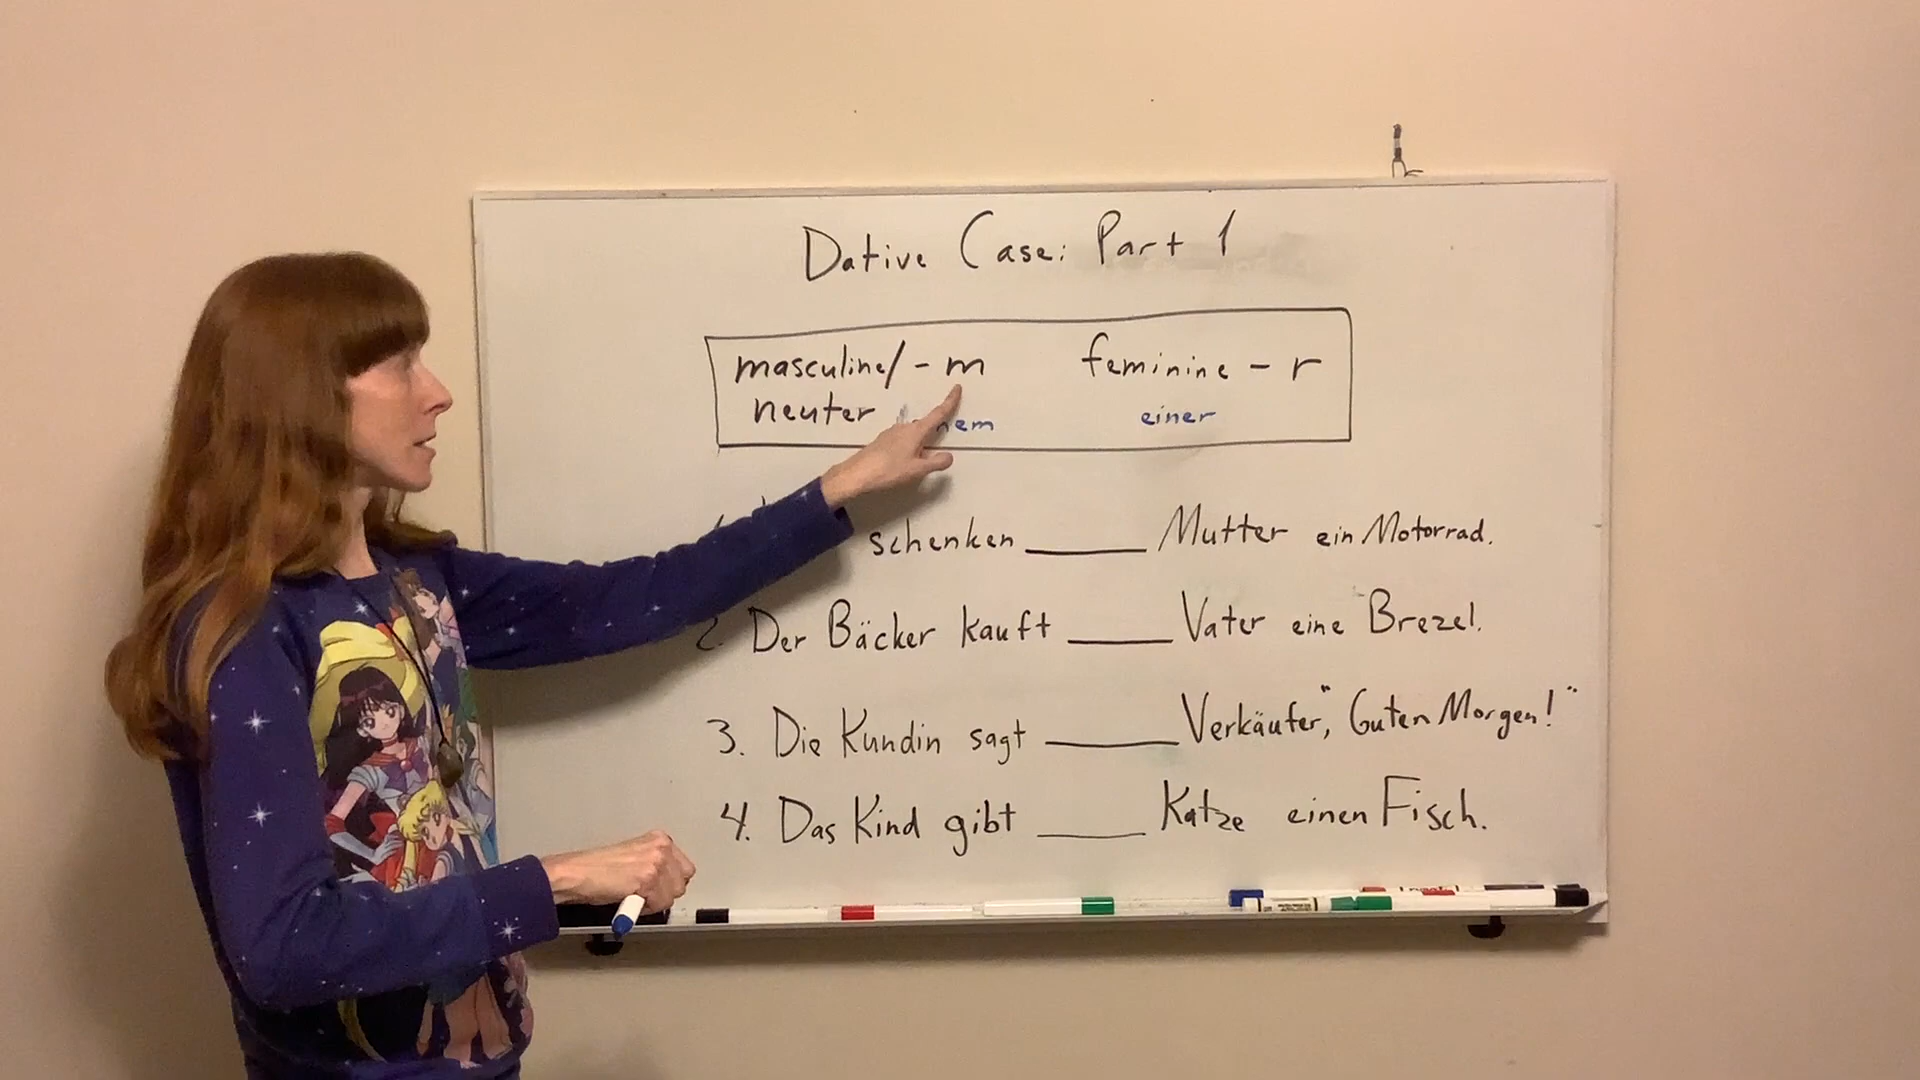 Dative Case: Part 1
masculine/ - m feminine - r
neuter einer
schenken ____ Mutter ein Motorrad.
2. Der Bäcker kauft ____ Vater eine Brezel.
3. Die Kundin sagt ____ Verkäufer, "Guten Morgen!"
4. Das Kind gibt ____ Katze einen Fisch.